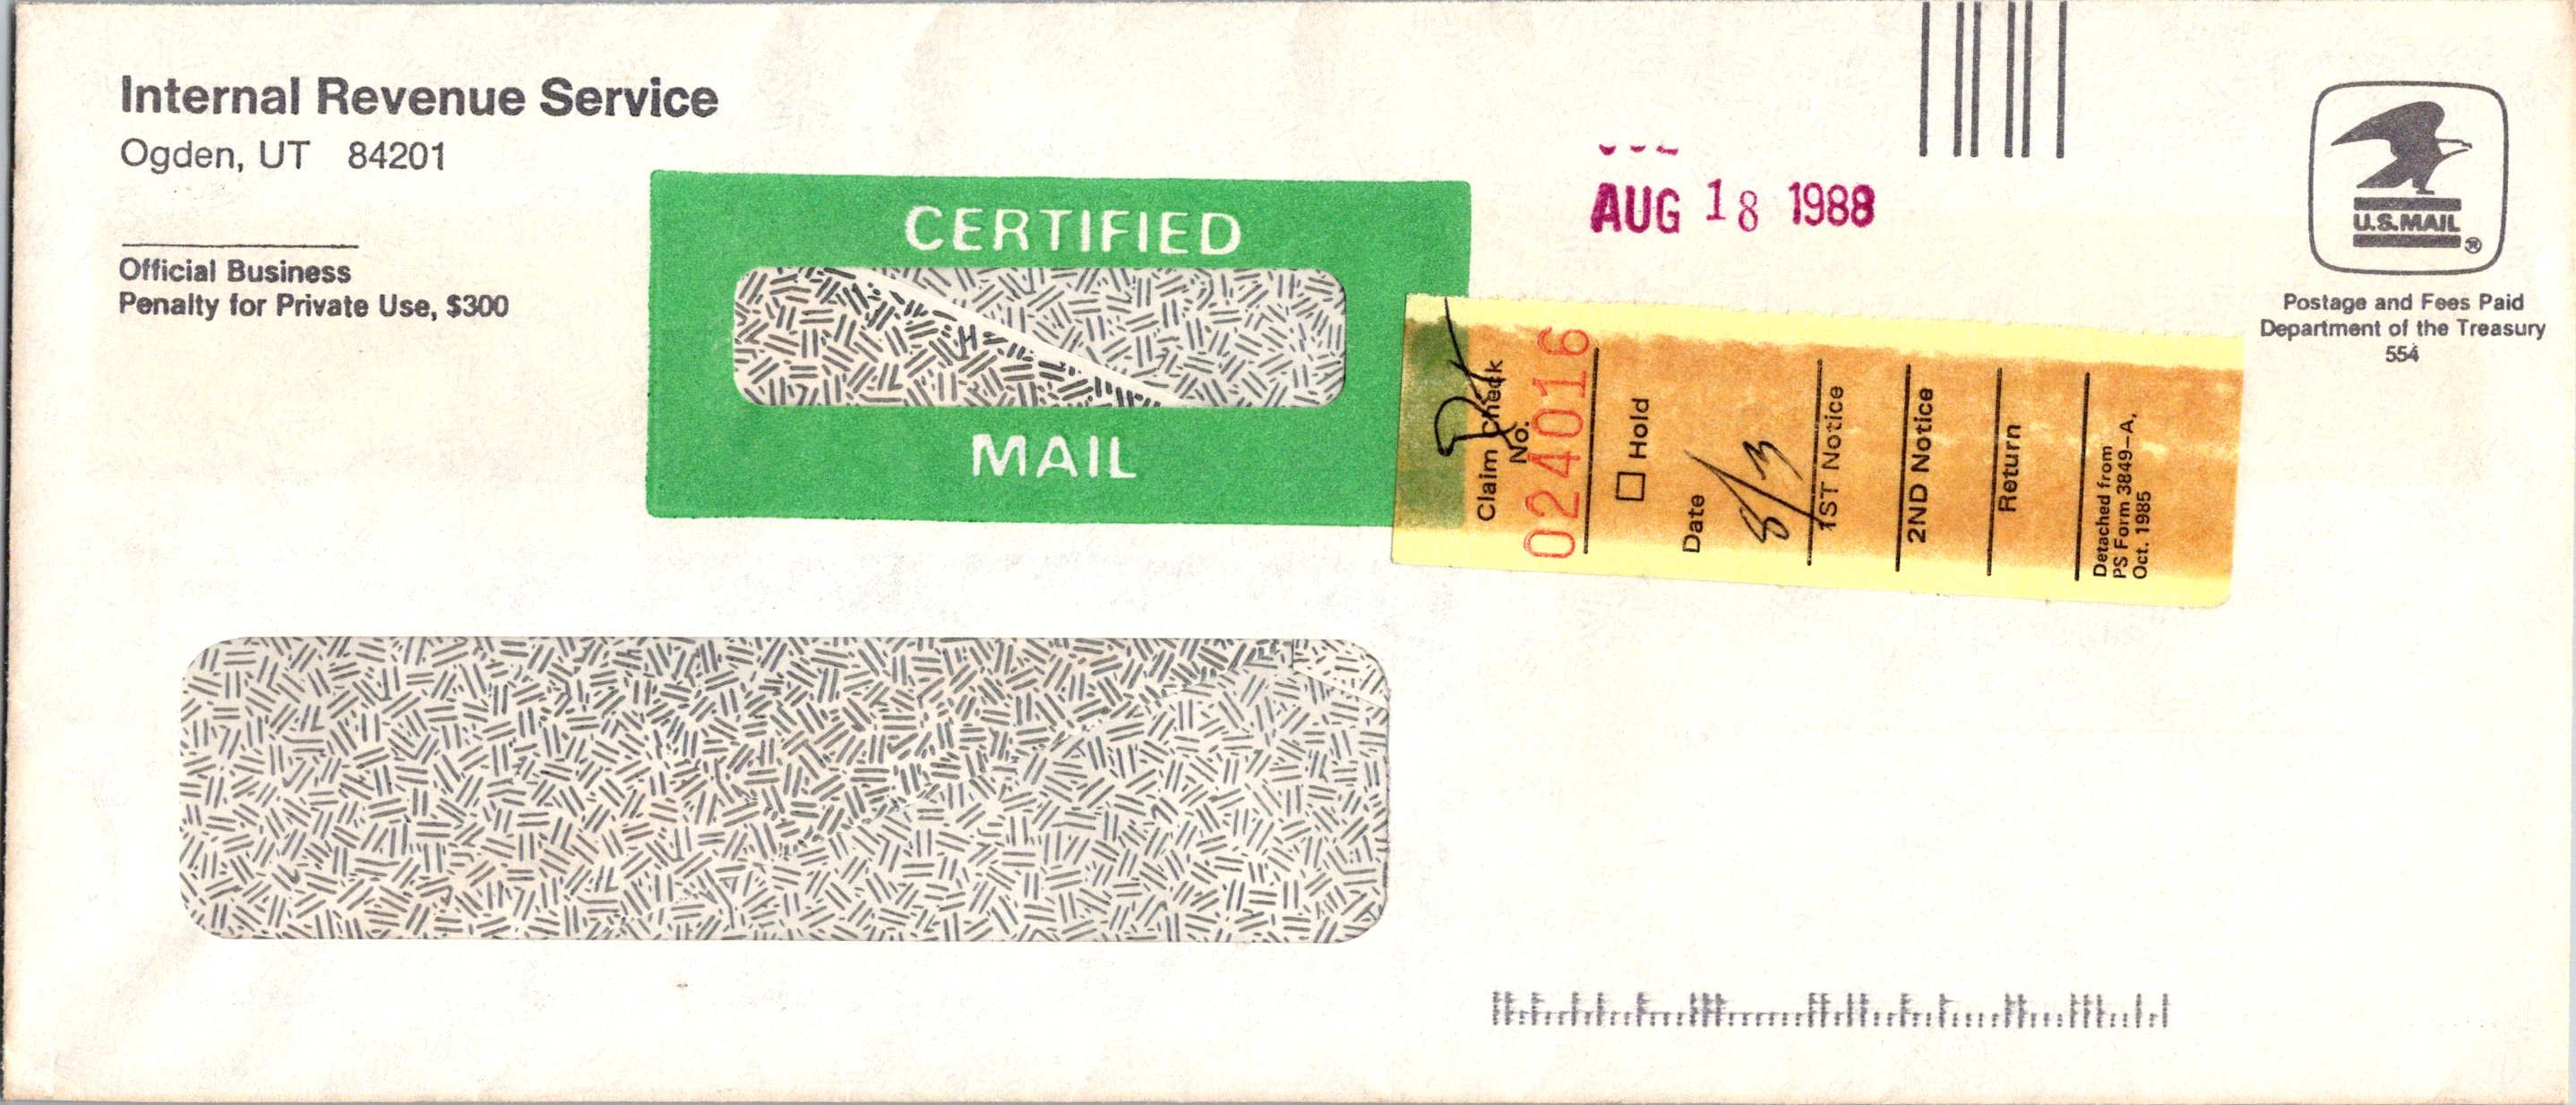 Internal Revenue Service
Ogden, UT 84201
Official Business
Penalty for Private Use, $300
CERTIFIED
MAIL
AUG 18 1988
U.S.MAIL
®
Postage and Fees Paid
Department of the Treasury
554
Claim Check
No.
024016
Hold
Date
8/3
1ST Notice
2ND Notice
Return
Detached from
PS Form 3849-A,
Oct. 1985